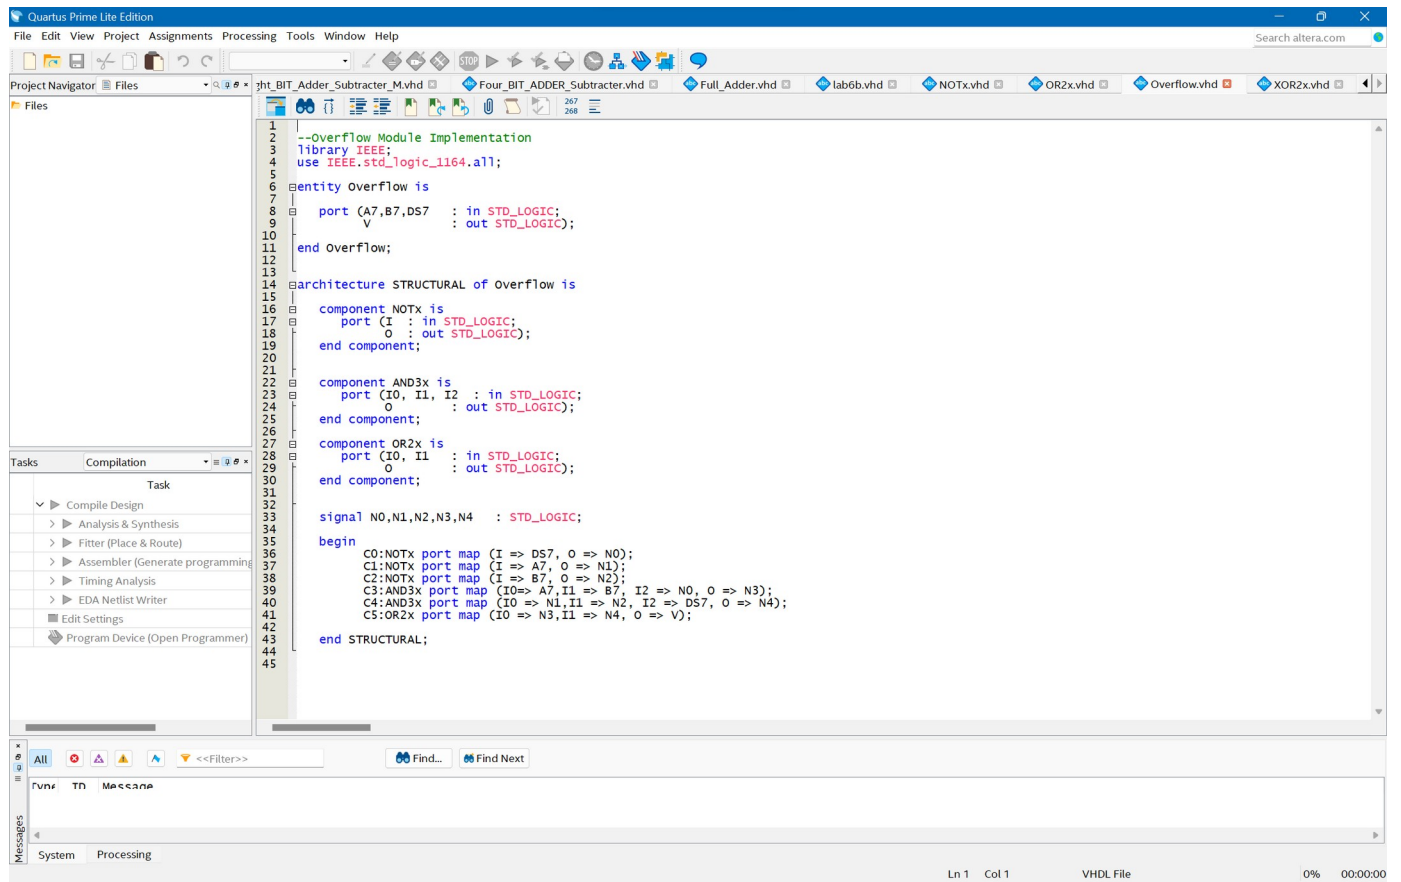 Quartus Prime Lite Edition
File Edit View Project Assignments Processing Tools Window Help
Search altera.com
Project Navigator Files
ght_BIT_Adder_Subtracter_M.vhd Four_BIT_ADDER_Subtracter.vhd Full_Adder.vhd lab6b.vhd NOTx.vhd OR2x.vhd Overflow.vhd XOR2x.vhd
Files
267
268
1
2 --Overflow Module Implementation
3 library IEEE;
4 use IEEE.std_logic_1164.all;
5
6 entity Overflow is
7
8 port (A7,B7,DS7 : in STD_LOGIC;
9 V : out STD_LOGIC);
10
11 end Overflow;
12
13
14 architecture STRUCTURAL of Overflow is
15
16 component NOTx is
17 port (I : in STD_LOGIC;
18 O : out STD_LOGIC);
19 end component;
20
21
22 component AND3x is
23 port (I0, I1, I2 : in STD_LOGIC;
24 O : out STD_LOGIC);
25 end component;
26
27 component OR2x is
28 port (I0, I1 : in STD_LOGIC;
29 O : out STD_LOGIC);
30 end component;
31
32
33 signal N0,N1,N2,N3,N4 : STD_LOGIC;
34
35 begin
36 C0:NOTx port map (I => DS7, O => N0);
37 C1:NOTx port map (I => A7, O => N1);
38 C2:NOTx port map (I => B7, O => N2);
39 C3:AND3x port map (I0=> A7,I1 => B7, I2 => N0, O => N3);
40 C4:AND3x port map (I0 => N1,I1 => N2, I2 => DS7, O => N4);
41 C5:OR2x port map (I0 => N3,I1 => N4, O => V);
42
43 end STRUCTURAL;
44
45
Tasks Compilation
Task
Compile Design
Analysis & Synthesis
Fitter (Place & Route)
Assembler (Generate programming
Timing Analysis
EDA Netlist Writer
Edit Settings
Program Device (Open Programmer)
All <<Filter>> Find... Find Next
Type ID Message
Messages
System Processing
Ln 1 Col 1 VHDL File 0% 00:00:00